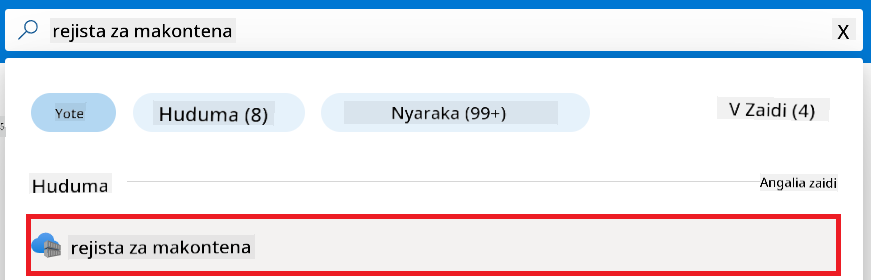 rejista za makontena X
Yote Huduma (8) Nyaraka (99+) V Zaidi (4)
Huduma Angalia zaidi
rejista za makontena